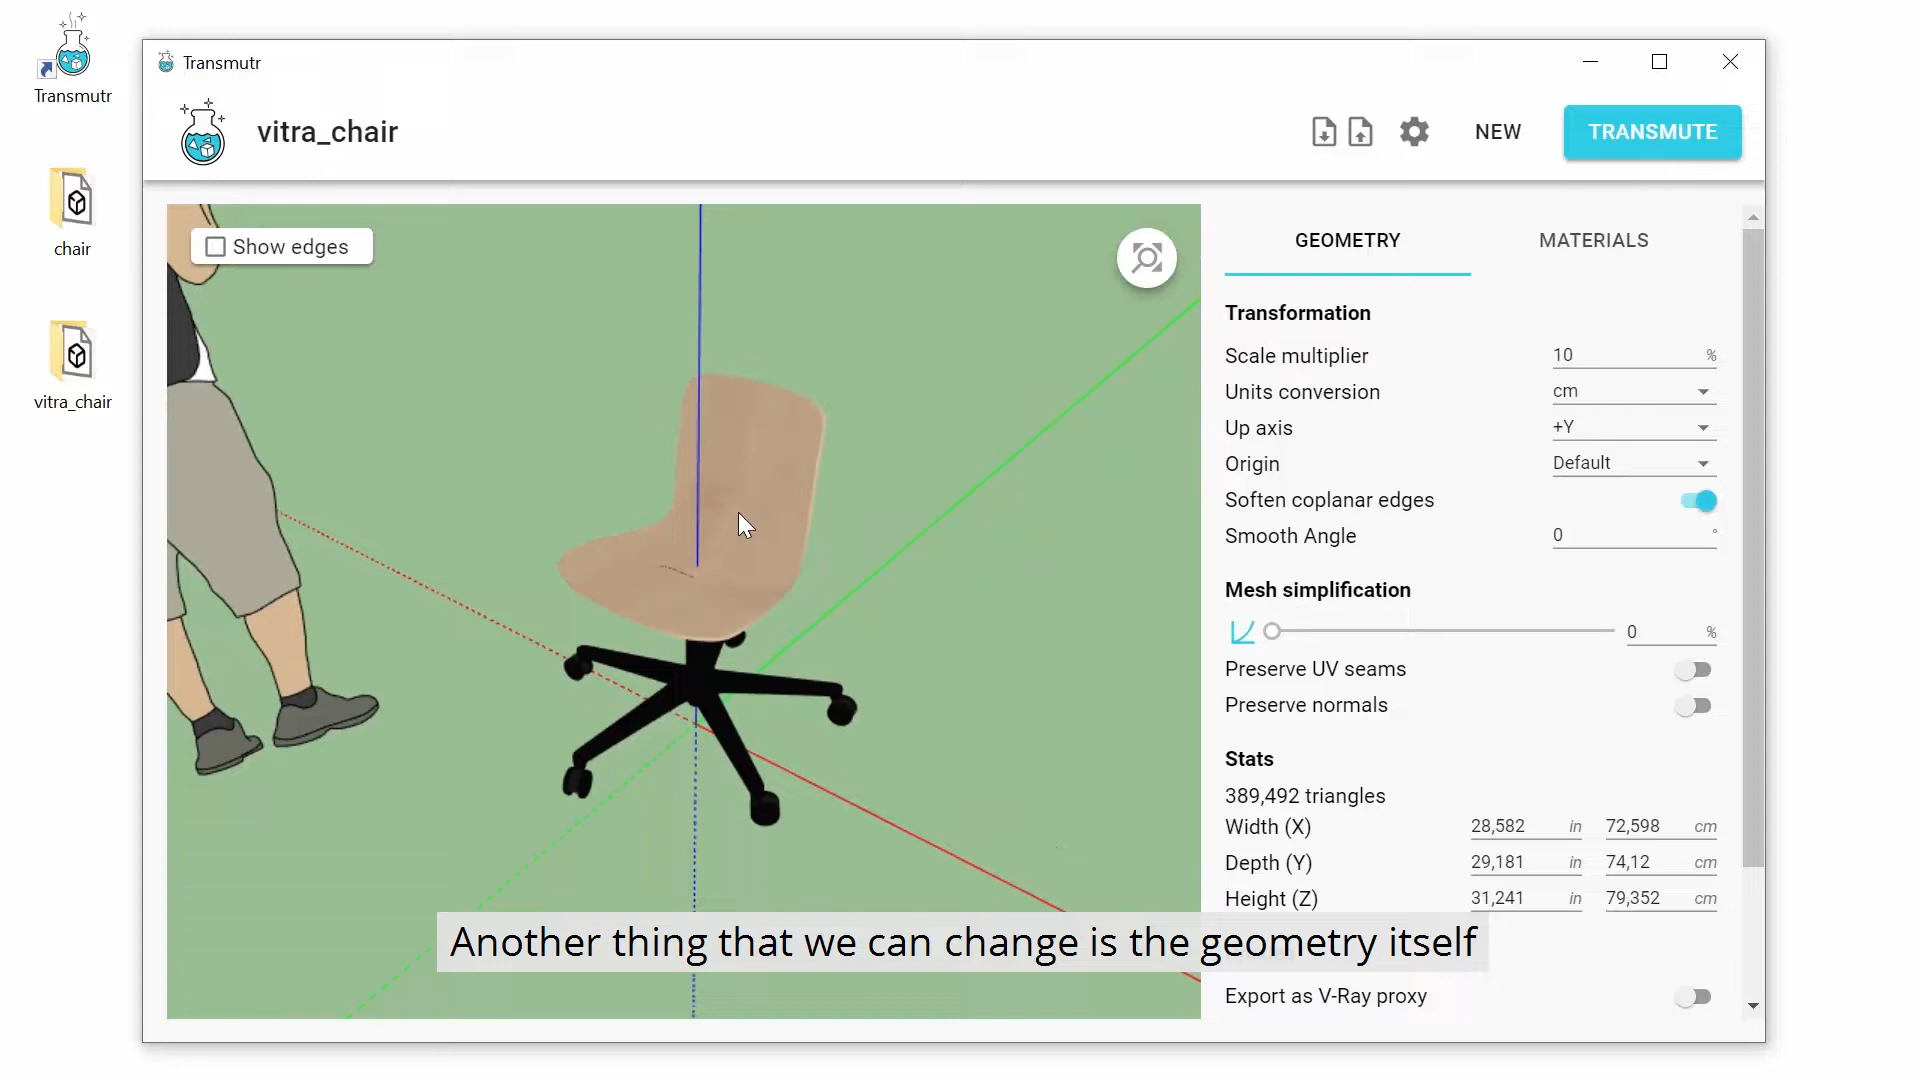 Transmutr
Transmutr
vitra_chair
NEW
TRANSMUTE
chair
vitra_chair
Show edges
GEOMETRY
MATERIALS
Transformation
Scale multiplier 10 %
Units conversion cm
Up axis +Y
Origin Default
Soften coplanar edges
Smooth Angle 0 °
Mesh simplification
0 %
Preserve UV seams
Preserve normals
Stats
389,492 triangles
Width (X) 28,582 in 72,598 cm
Depth (Y) 29,181 in 74,12 cm
Height (Z) 31,241 in 79,352 cm
Another thing that we can change is the geometry itself
Export as V-Ray proxy